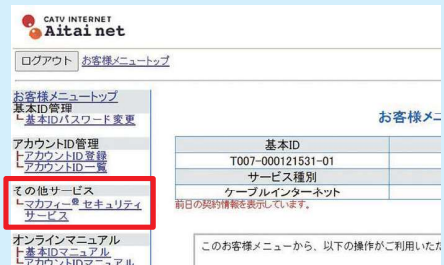 CATV INTERNET
Aitai net
ログアウト お客様メニュートップ
お客様メニュートップ
基本ID管理
基本IDパスワード変更
アカウントID管理
アカウントID登録
アカウントID一覧
その他サービス
マカフィー® セキュリティ
サービス
オンラインマニュアル
基本IDマニュアル
アカウントIDマニュアル
お客様メニ
基本ID
T007-000121531-01
サービス種別
ケーブルインターネット
前日の契約情報を表示しています。
このお客様メニューから、以下の操作がご利用いただ